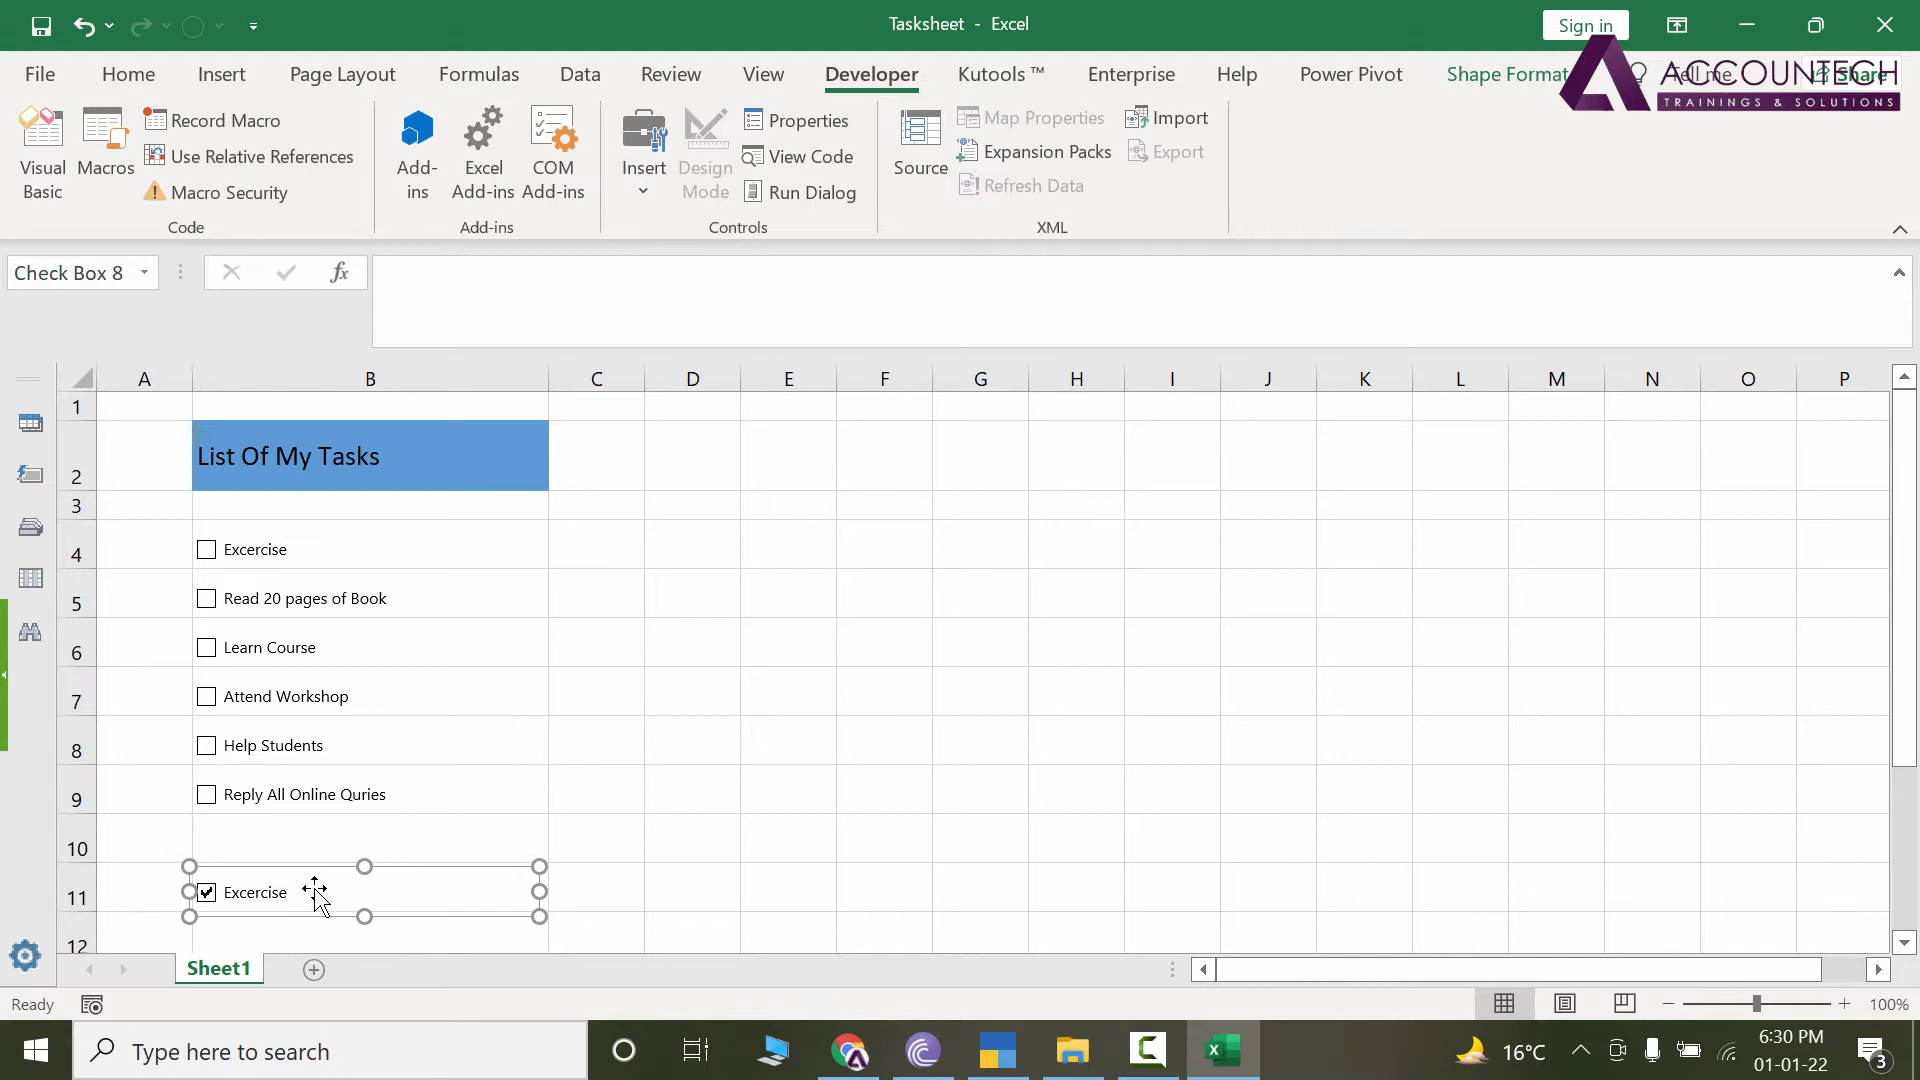 Tasksheet - Excel
Sign in
File Home Insert Page Layout Formulas Data Review View Developer Kutools ™ Enterprise Help Power Pivot Shape Format Tell me Share
ACCOUNTECH
TRAININGS & SOLUTIONS
Visual Basic
Macros
Record Macro
Use Relative References
Macro Security
Code
Add-ins
Excel Add-ins
COM Add-ins
Add-ins
Insert
Design Mode
Properties
View Code
Run Dialog
Controls
Source
Map Properties
Expansion Packs
Refresh Data
Import
Export
XML
Check Box 8
fx
A B C D E F G H I J K L M N O P
1
2 List Of My Tasks
3
4 Excercise
5 Read 20 pages of Book
6 Learn Course
7 Attend Workshop
8 Help Students
9 Reply All Online Quries
10
11 Excercise
12
Sheet1
Ready
100%
Type here to search
16°C
6:30 PM
01-01-22
3